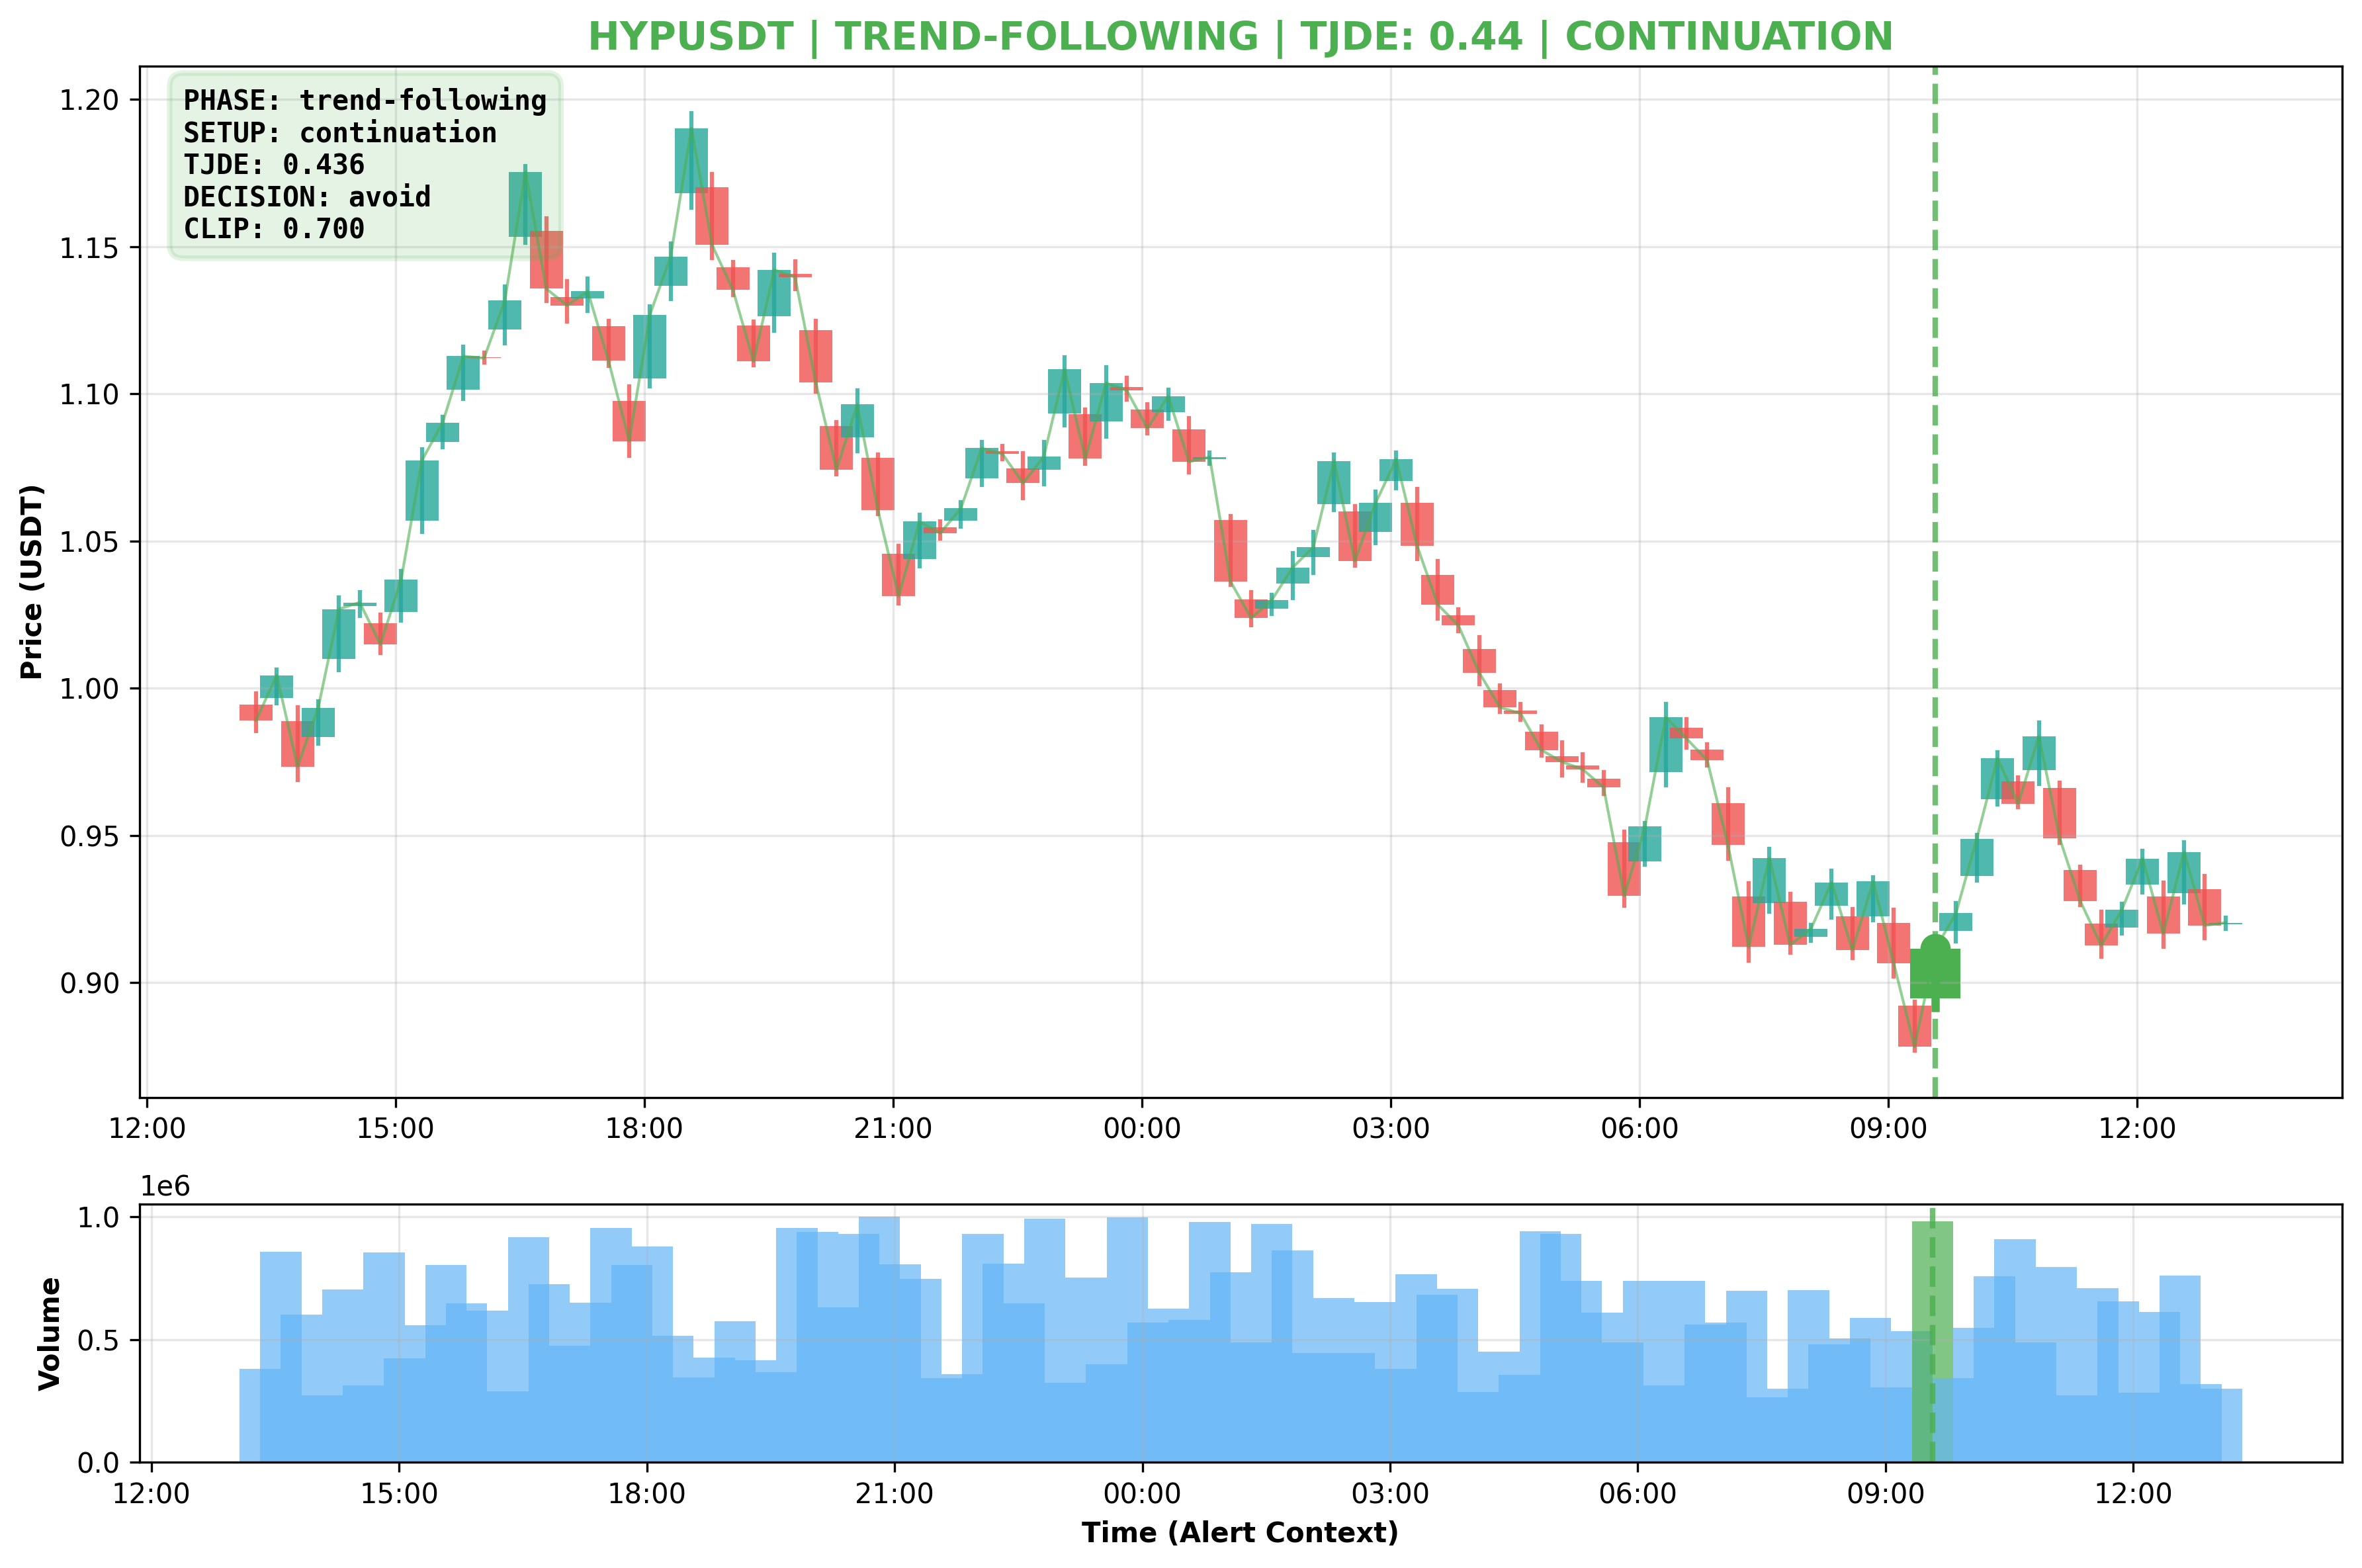 HYPUSDT | TREND-FOLLOWING | TJDE: 0.44 | CONTINUATION
PHASE: trend-following
SETUP: continuation
TJDE: 0.436
DECISION: avoid
CLIP: 0.700
Price (USDT)
1.20
1.15
1.10
1.05
1.00
0.95
0.90
12:00 15:00 18:00 21:00 00:00 03:00 06:00 09:00 12:00
1e6
Volume
1.0
0.5
0.0
12:00 15:00 18:00 21:00 00:00 03:00 06:00 09:00 12:00
Time (Alert Context)